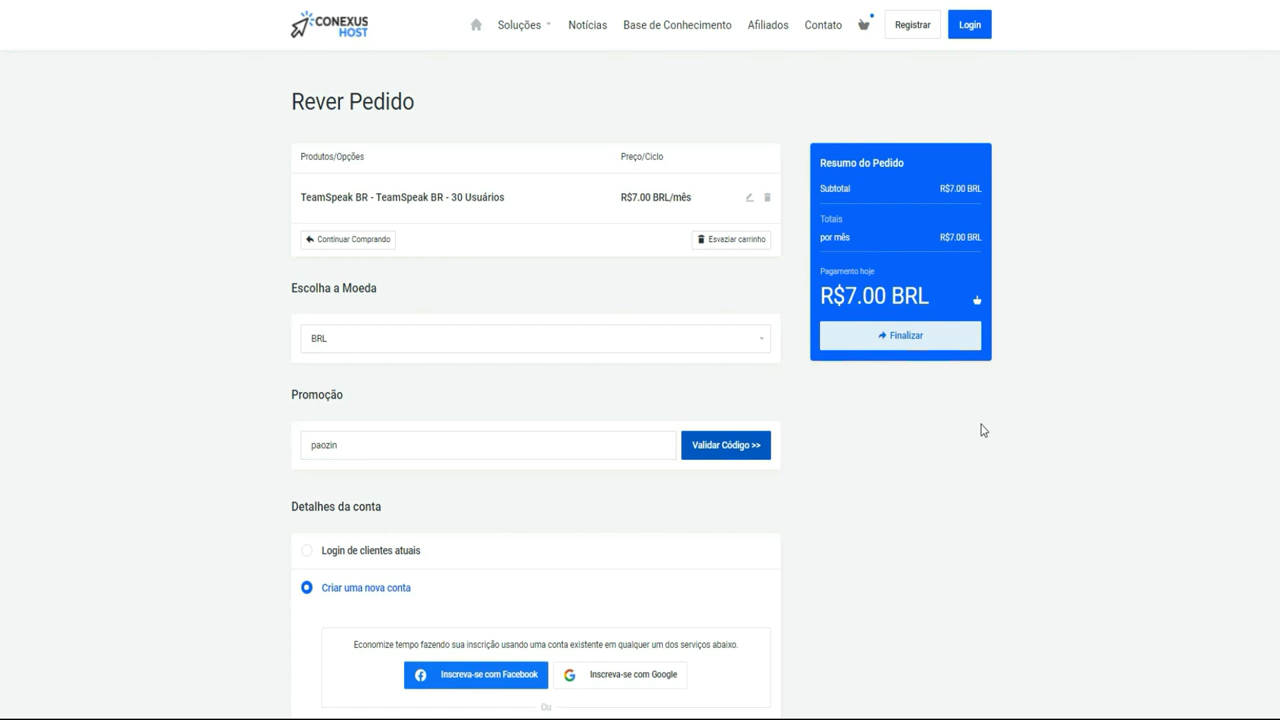 CONEXUS
HOST
Soluções
Notícias
Base de Conhecimento
Afiliados
Contato
Registrar
Login
Rever Pedido
Produtos/Opções
Preço/Ciclo
TeamSpeak BR - TeamSpeak BR - 30 Usuários
R$7.00 BRL/mês
Continuar Comprando
Esvaziar carrinho
Resumo do Pedido
Subtotal
R$7.00 BRL
Totais
por mês
R$7.00 BRL
Pagamento hoje
R$7.00 BRL
Finalizar
Escolha a Moeda
BRL
Promoção
paozin
Validar Código >>
Detalhes da conta
Login de clientes atuais
Criar uma nova conta
Economize tempo fazendo sua inscrição usando uma conta existente em qualquer um dos serviços abaixo.
Inscreva-se com Facebook
Inscreva-se com Google
Ou